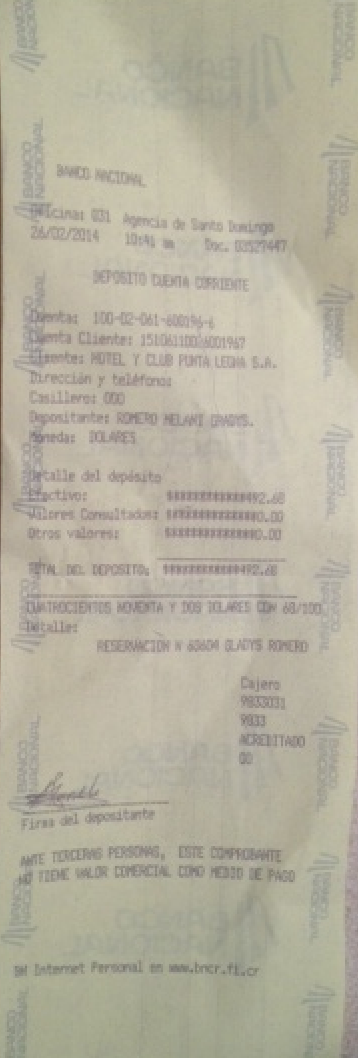 BANCO NACIONAL
Oficina: 031 Agencia de Santo Domingo
26/02/2014 10:41 am Doc. 03527447
DEPOSITO CUENTA CORRIENTE
Cuenta: 100-02-061-600196-6
Cuenta Cliente: 15106110026001967
Cliente: HOTEL Y CLUB PUNTA LEONA S.A.
Dirección y teléfono:
Casillero: 000
Depositante: ROMERO MELANI GRADYS.
Moneda: DOLARES
Detalle del depósito
Efectivo: $************492.68
Valores Consultados: $**************0.00
Otros valores: $**************0.00
TOTAL DEL DEPOSITO: $************492.68
CUATROCIENTOS NOVENTA Y DOS DOLARES CON 68/100
Detalle:
RESERVACIÓN N 63604 GLADYS ROMERO
Cajero
9833031
9833
ACREDITADO
00
Firma del depositante
ANTE TERCERAS PERSONAS, ESTE COMPROBANTE
NO TIENE VALOR COMERCIAL COMO MEDIO DE PAGO
BN Internet Personal en www.bncr.fi.cr